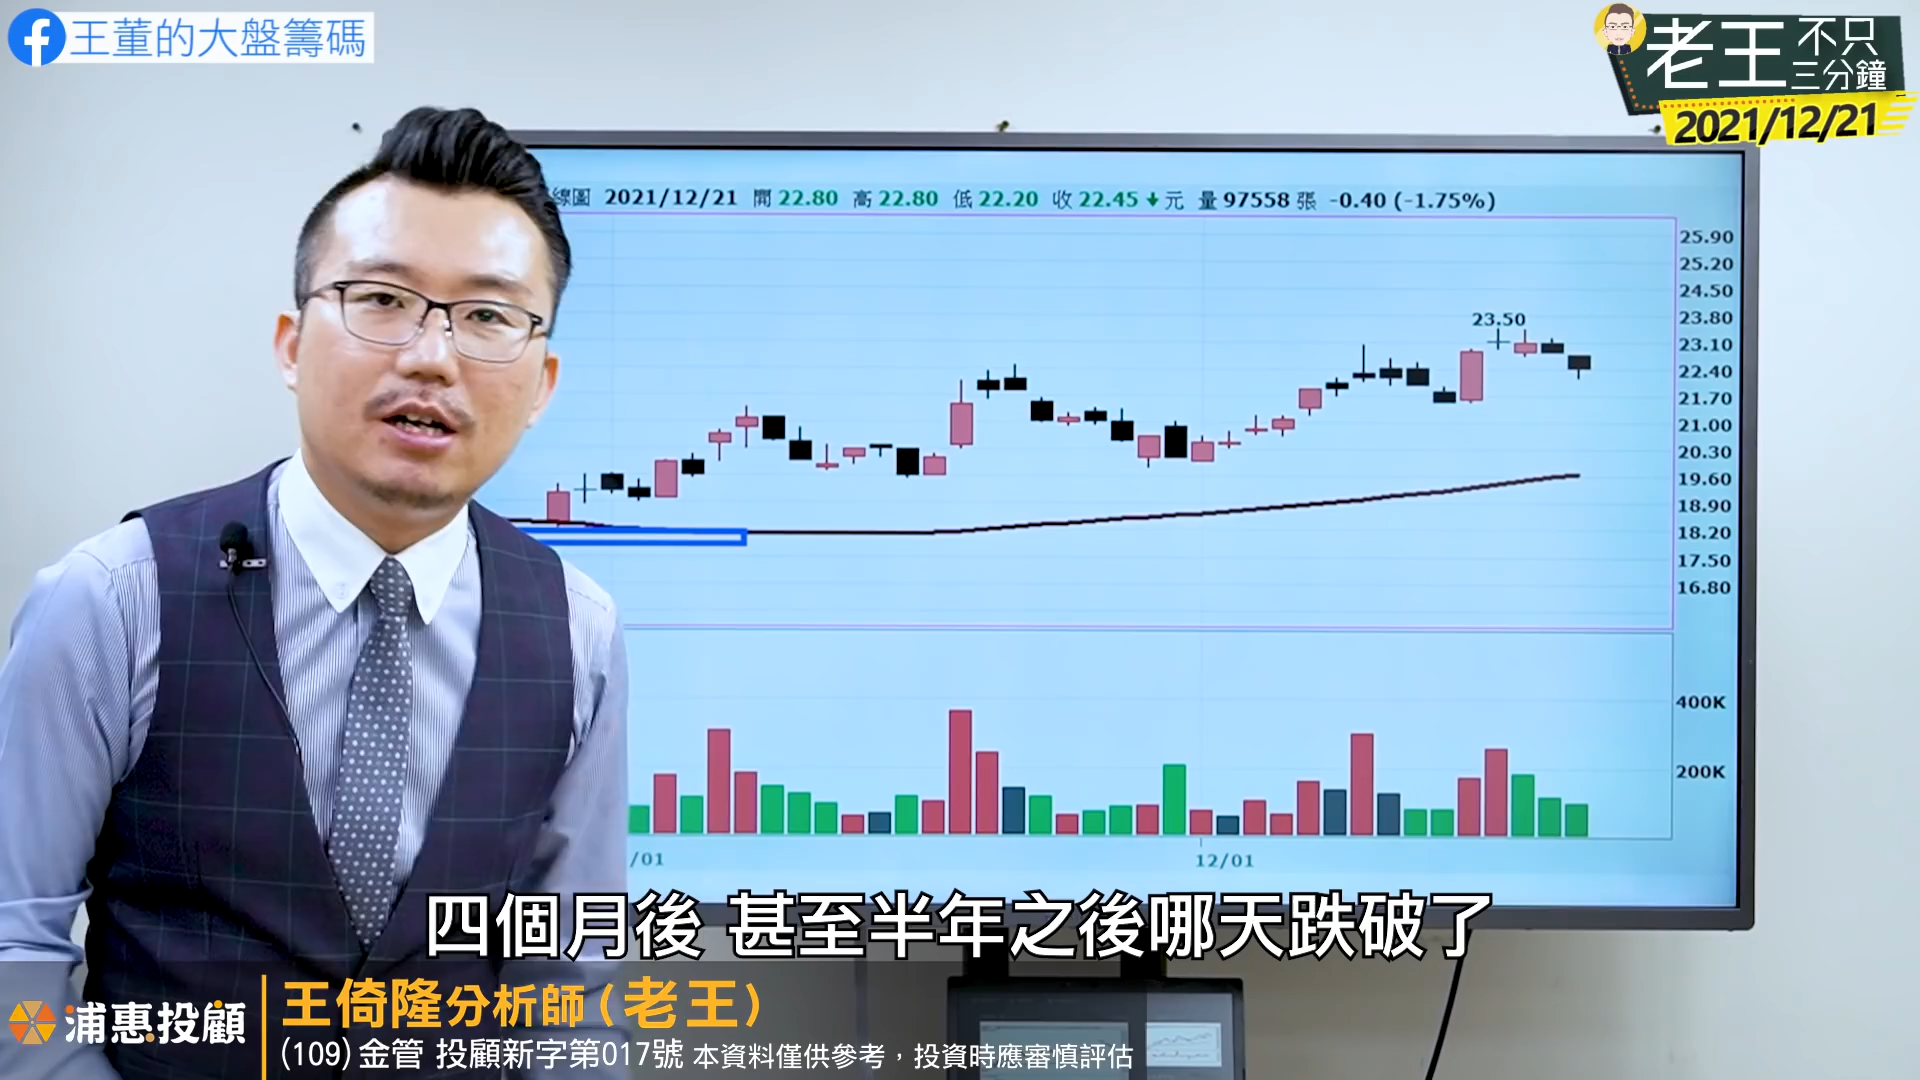 王董的大盤籌碼
老王 不只
三分鐘
2021/12/21
線圖 2021/12/21 開 22.80 高 22.80 低 22.20 收 22.45 ↓ 元 量 97558 張 -0.40 (-1.75%)
25.90
25.20
24.50
23.80
23.50
23.10
22.40
21.70
21.00
20.30
19.60
18.90
18.20
17.50
16.80
400K
200K
/01
12/01
四個月後 甚至半年之後哪天跌破了
浦惠投顧
王倚隆分析師(老王)
(109)金管 投顧新字第017號 本資料僅供參考，投資時應審慎評估